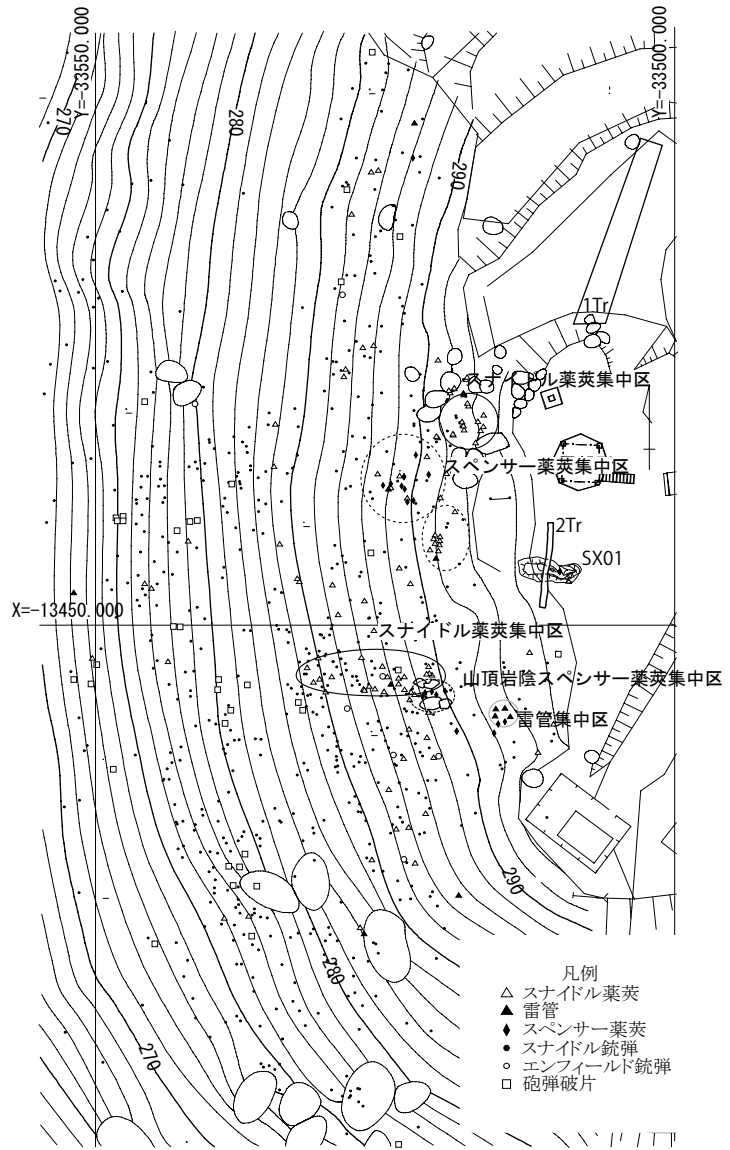 Y=-33550.000
Y=-33500.000
270
280
290
1Tr
スナイドル薬莢集中区
スペンサー薬莢集中区
2Tr
SX01
X=-13450.000
スナイドル薬莢集中区
山頂岩陰スペンサー薬莢集中区
雷管集中区
290
280
270
凡例
スナイドル薬莢
雷管
スペンサー薬莢
スナイドル銃弾
エンフィールド銃弾
砲弾破片